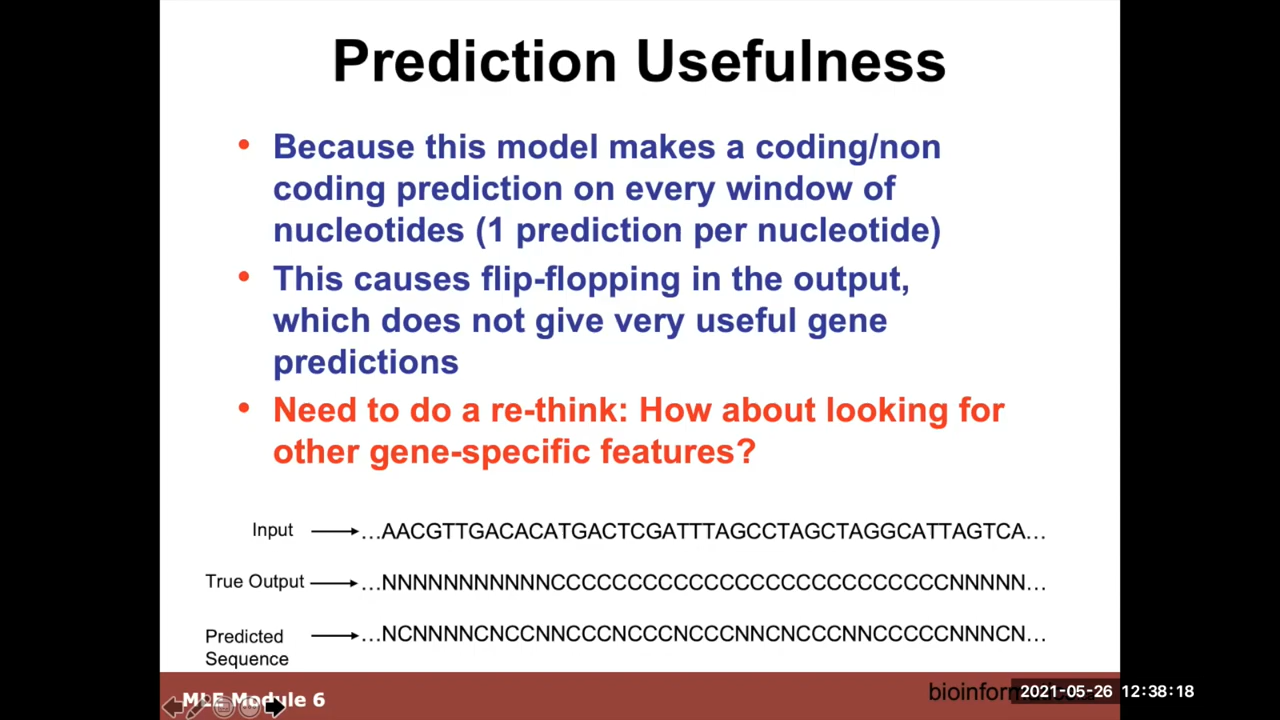 Prediction Usefulness
• Because this model makes a coding/non
coding prediction on every window of
nucleotides (1 prediction per nucleotide)
• This causes flip-flopping in the output,
which does not give very useful gene
predictions
• Need to do a re-think: How about looking for
other gene-specific features?
Input …AACGTTGACACATGACTCGATTTAGCCTAGCTAGGCATTAGTCA…
True Output …NNNNNNNNNNNCCCCCCCCCCCCCCCCCCCCCCCCCCNNNNN…
Predicted …NCNNNNCNCCNNCCCNCCCNCCCNNCNCCCNNCCCCCNNNCN…
Sequence
MLE Module 6
2021-05-26 12:38:18